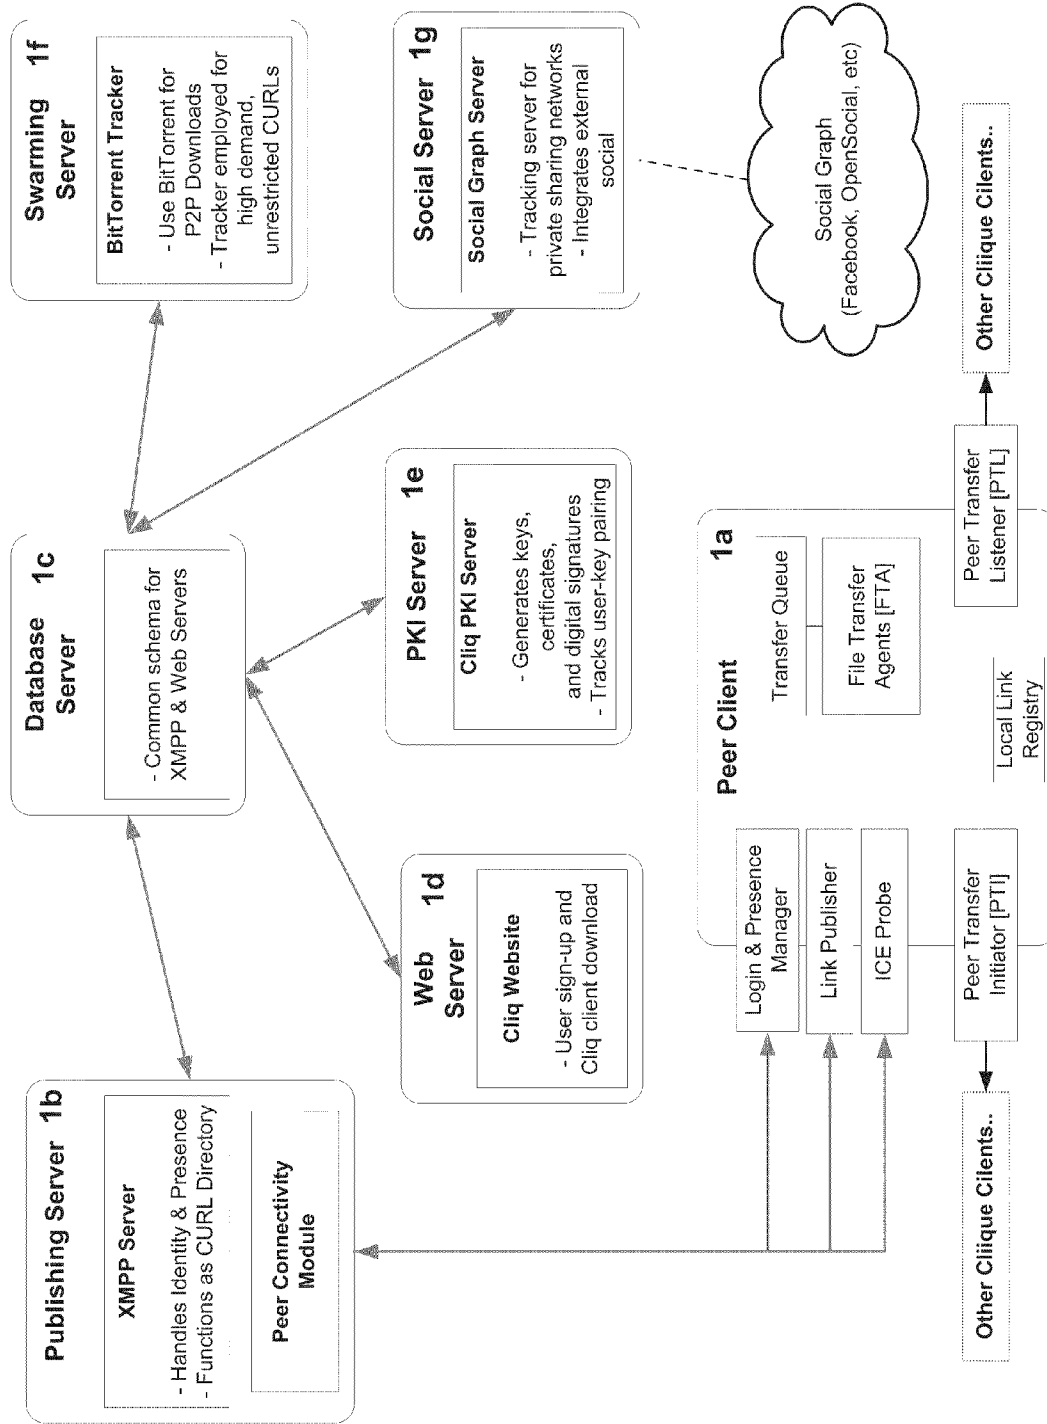 Publishing Server 1b
XMPP Server
- Handles Identity & Presence
- Functions as CURL Directory
Peer Connectivity
Module
Database 1c
Server
- Common schema for
XMPP & Web Servers
Swarming 1f
Server
BitTorrent Tracker
- Use BitTorrent for
P2P Downloads
- Tracker employed for
high demand,
unrestricted CURLs
Web 1d
Server
Cliq Website
- User sign-up and
Cliq client download
PKI Server 1e
Cliq PKI Server
- Generates keys,
certificates,
and digital signatures
- Tracks user-key pairing
Social Server 1g
Social Graph Server
- Tracking server for
private sharing networks
- Integrates external
social
Social Graph
(Facebook, OpenSocial, etc)
Peer Client 1a
Login & Presence
Manager
Link Publisher
ICE Probe
Peer Transfer
Initiator [PTI]
Transfer Queue
File Transfer
Agents [FTA]
Local Link
Registry
Peer Transfer
Listener [PTL]
Other Cliique Cilents..
Other Cliique Cilents..